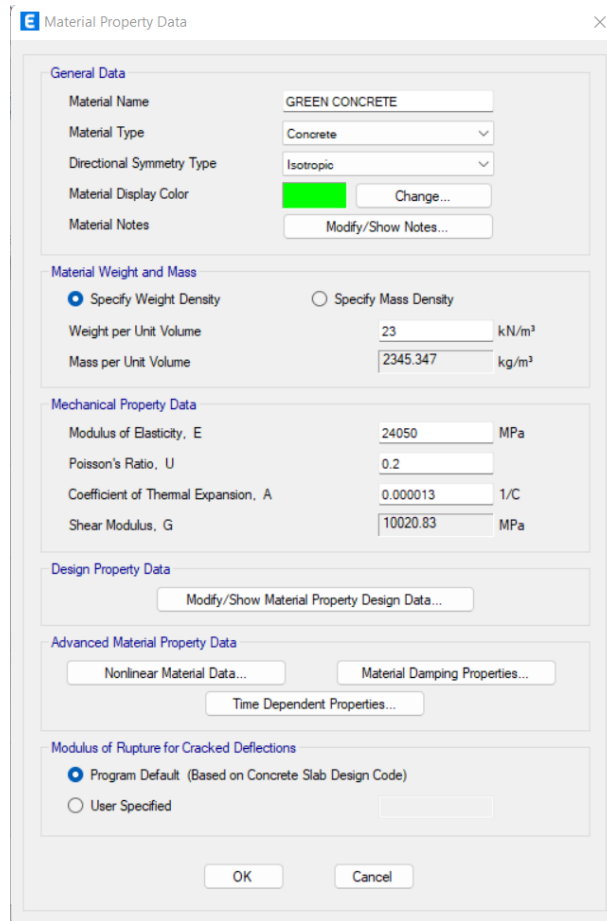 E Material Property Data
General Data
Material Name GREEN CONCRETE
Material Type Concrete
Directional Symmetry Type Isotropic
Material Display Color Change...
Material Notes Modify/Show Notes...
Material Weight and Mass
Specify Weight Density Specify Mass Density
Weight per Unit Volume 23 kN/m³
Mass per Unit Volume 2345.347 kg/m³
Mechanical Property Data
Modulus of Elasticity, E 24050 MPa
Poisson's Ratio, U 0.2
Coefficient of Thermal Expansion, A 0.000013 1/C
Shear Modulus, G 10020.83 MPa
Design Property Data
Modify/Show Material Property Design Data...
Advanced Material Property Data
Nonlinear Material Data... Material Damping Properties...
Time Dependent Properties...
Modulus of Rupture for Cracked Deflections
Program Default (Based on Concrete Slab Design Code)
User Specified
OK Cancel